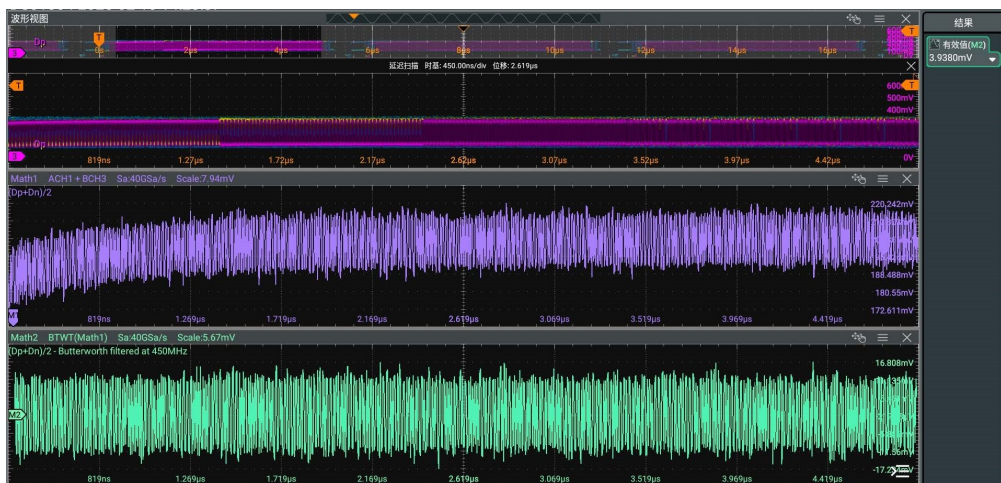 波形视图
结果
Dp
T
0s
2μs
4μs
6μs
8μs
10μs
12μs
14μs
16μs
T
3
有效值(M2)
3.9380mV
延迟扫描 时基: 450.00ns/div 位移: 2.619μs
T
T
500mV
400mV
Dp
3
0V
819ns
1.27μs
1.72μs
2.17μs
2.62μs
3.07μs
3.52μs
3.97μs
4.42μs
Math1 ACH1 + BCH3 Sa:40GSa/s Scale:7.94mV
(Dp+Dn)/2
220.242mV
188.488mV
180.55mV
172.611mV
819ns
1.269μs
1.719μs
2.169μs
2.619μs
3.069μs
3.519μs
3.969μs
4.419μs
Math2 BTWT(Math1) Sa:40GSa/s Scale:5.67mV
(Dp+Dn)/2 - Butterworth filtered at 450MHz
16.808mV
M2
819ns
1.269μs
1.719μs
2.169μs
2.619μs
3.069μs
3.519μs
3.969μs
4.419μs